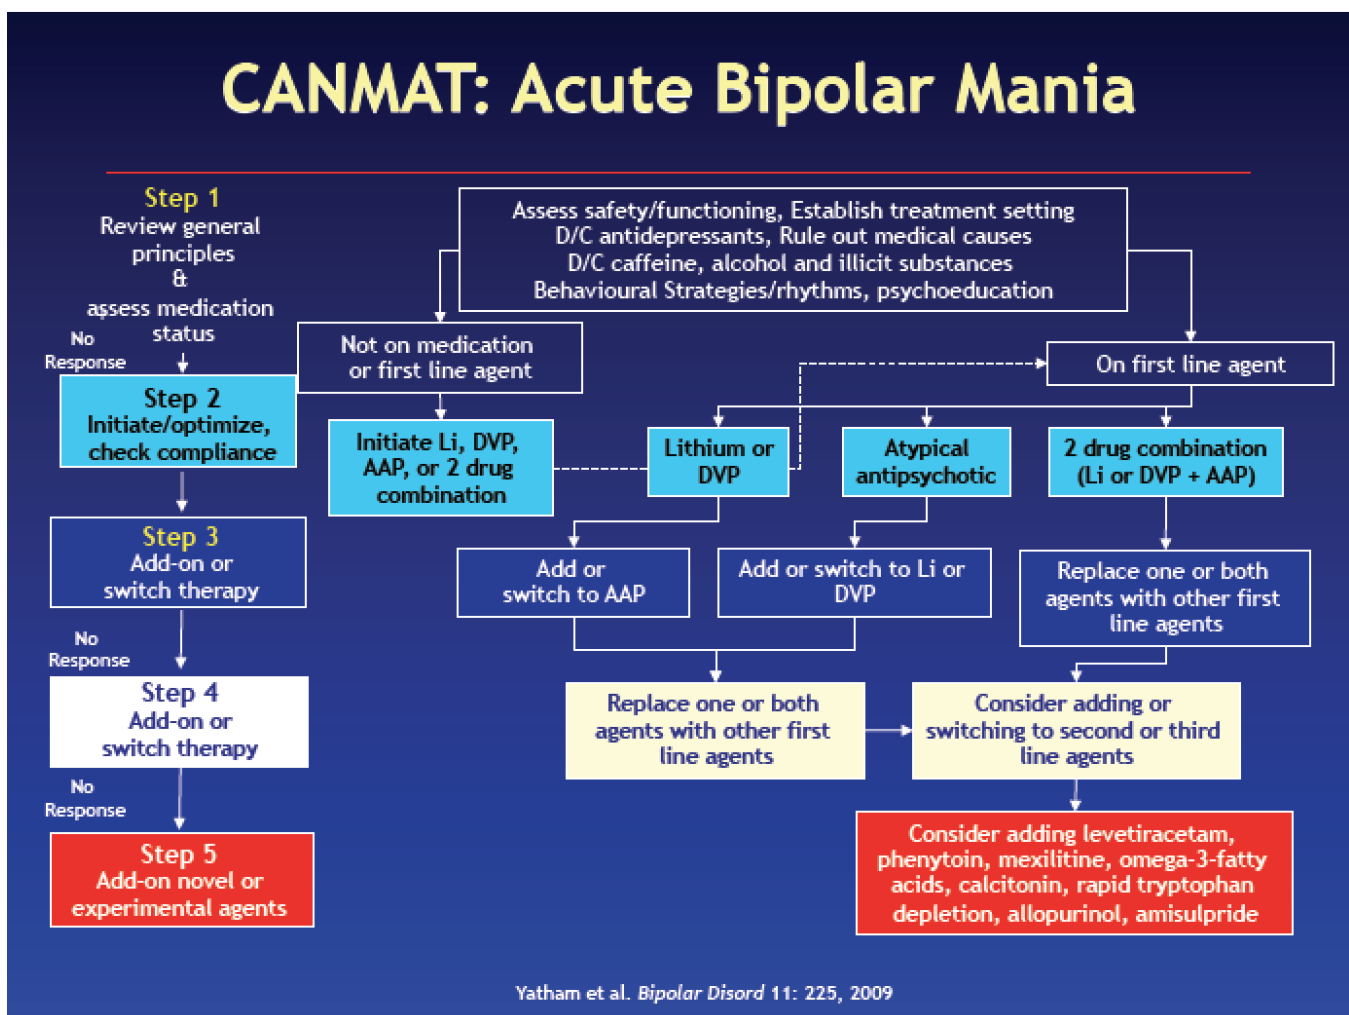 CANMAT: Acute Bipolar Mania
Step 1
Review general
principles
&
assess medication
status
No
Response
Step 2
Initiate/optimize,
check compliance
Step 3
Add-on or
switch therapy
No
Response
Step 4
Add-on or
switch therapy
No
Response
Step 5
Add-on novel or
experimental agents
Assess safety/functioning, Establish treatment setting
D/C antidepressants, Rule out medical causes
D/C caffeine, alcohol and illicit substances
Behavioural Strategies/rhythms, psychoeducation
Not on medication
or first line agent
On first line agent
Initiate Li, DVP,
AAP, or 2 drug
combination
Lithium or
DVP
Atypical
antipsychotic
2 drug combination
(Li or DVP + AAP)
Add or
switch to AAP
Add or switch to Li or
DVP
Replace one or both
agents with other first
line agents
Replace one or both
agents with other first
line agents
Consider adding or
switching to second or third
line agents
Consider adding levetiracetam,
phenytoin, mexilitine, omega-3-fatty
acids, calcitonin, rapid tryptophan
depletion, allopurinol, amisulpride
Yatham et al. Bipolar Disord 11: 225, 2009